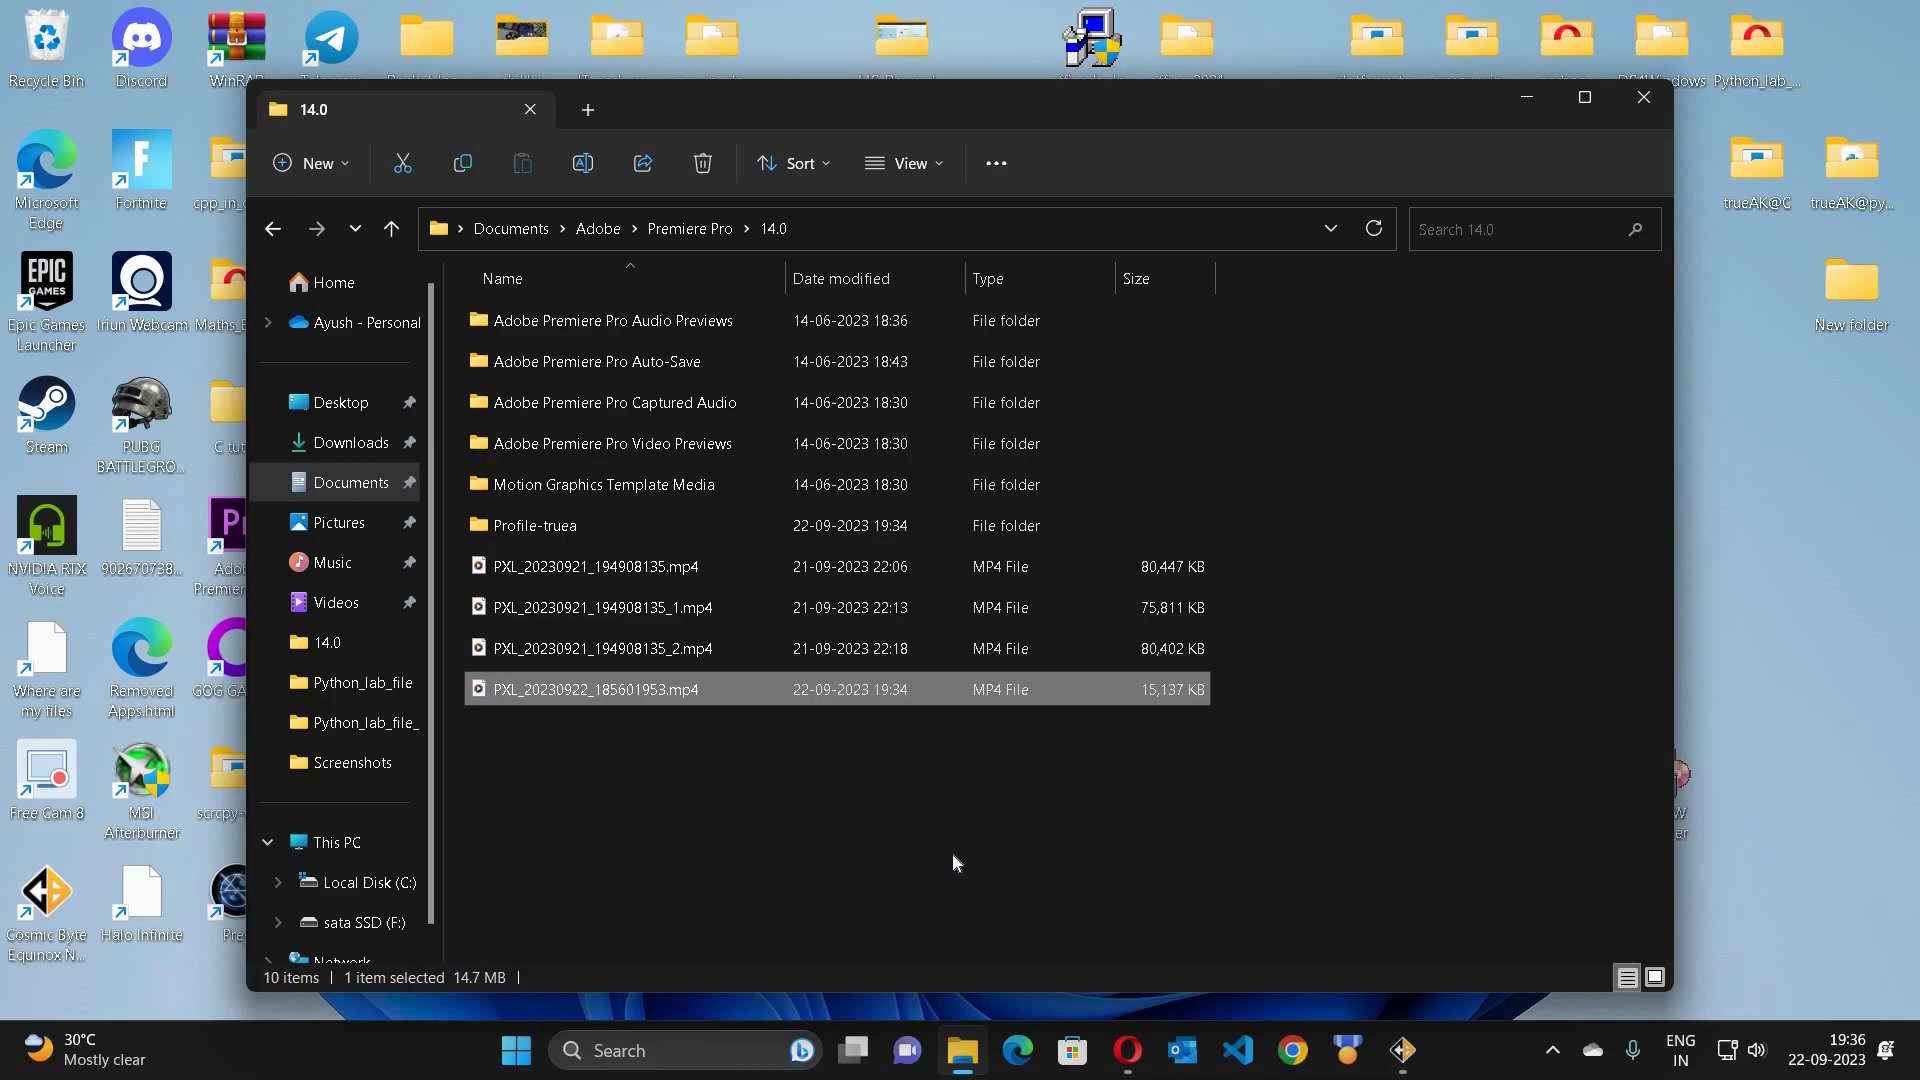 Recycle Bin
Discord
WinRAR
Python_lab_...
14.0
New
Sort
View
Documents
Adobe
Premiere Pro
14.0
Search 14.0
Name
Date modified
Type
Size
Adobe Premiere Pro Audio Previews 14-06-2023 18:36 File folder
Adobe Premiere Pro Auto-Save 14-06-2023 18:43 File folder
Adobe Premiere Pro Captured Audio 14-06-2023 18:30 File folder
Adobe Premiere Pro Video Previews 14-06-2023 18:30 File folder
Motion Graphics Template Media 14-06-2023 18:30 File folder
Profile-truea 22-09-2023 19:34 File folder
PXL_20230921_194908135.mp4 21-09-2023 22:06 MP4 File 80,447 KB
PXL_20230921_194908135_1.mp4 21-09-2023 22:13 MP4 File 75,811 KB
PXL_20230921_194908135_2.mp4 21-09-2023 22:18 MP4 File 80,402 KB
PXL_20230922_185601953.mp4 22-09-2023 19:34 MP4 File 15,137 KB
Home
Ayush - Personal
Desktop
Downloads
Documents
Pictures
Music
Videos
14.0
Python_lab_file
Python_lab_file_
Screenshots
This PC
Local Disk (C:)
sata SSD (F:)
Network
10 items
1 item selected 14.7 MB
Microsoft
Edge
Fortnite
EPIC
GAMES
Epic Games
Launcher
Iriun Webcam
Steam
PUBG
BATTLEGRO...
C tut
NVIDIA RTX
Voice
902670738...
Pr
Where are
my files
Removed
Apps.html
GOG GA
Free Cam 8
MSI
Afterburner
Cosmic Byte
Equinox N...
Halo Infinite
trueAK@C
trueAK@py...
New folder
30°C
Mostly clear
Search
ENG
IN
19:36
22-09-2023